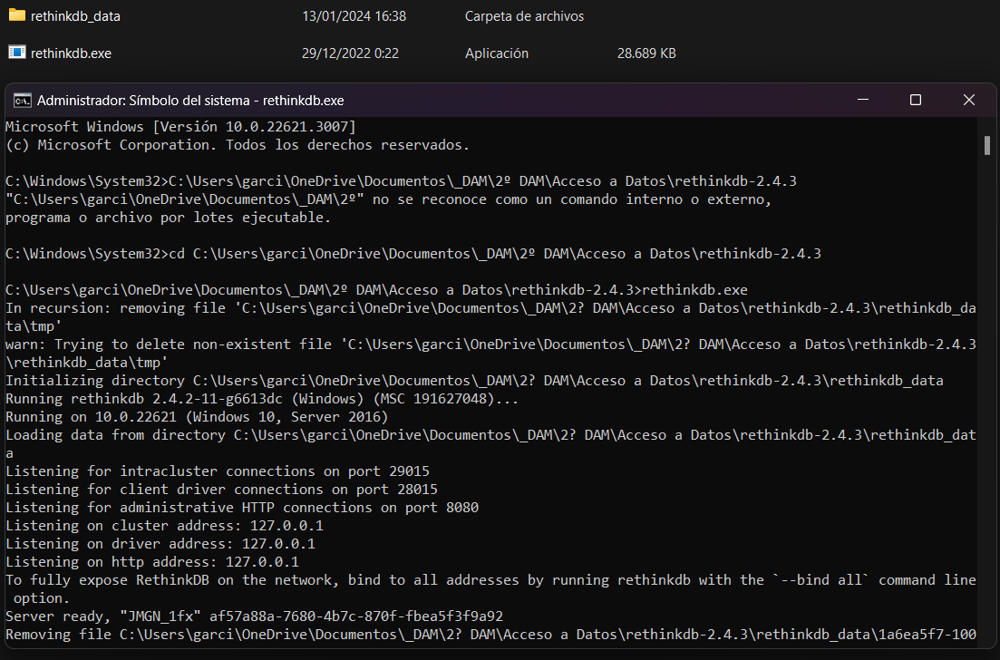 rethinkdb_data 13/01/2024 16:38 Carpeta de archivos
rethinkdb.exe 29/12/2022 0:22 Aplicación 28.689 KB
Administrador: Símbolo del sistema - rethinkdb.exe
Microsoft Windows [Versión 10.0.22621.3007]
(c) Microsoft Corporation. Todos los derechos reservados.
C:\Windows\System32>C:\Users\garci\OneDrive\Documentos\_DAM\2º DAM\Acceso a Datos\rethinkdb-2.4.3
"C:\Users\garci\OneDrive\Documentos\_DAM\2º" no se reconoce como un comando interno o externo,
programa o archivo por lotes ejecutable.
C:\Windows\System32>cd C:\Users\garci\OneDrive\Documentos\_DAM\2º DAM\Acceso a Datos\rethinkdb-2.4.3
C:\Users\garci\OneDrive\Documentos\_DAM\2º DAM\Acceso a Datos\rethinkdb-2.4.3>rethinkdb.exe
In recursion: removing file 'C:\Users\garci\OneDrive\Documentos\_DAM\2? DAM\Acceso a Datos\rethinkdb-2.4.3\rethinkdb_da
ta\tmp'
warn: Trying to delete non-existent file 'C:\Users\garci\OneDrive\Documentos\_DAM\2? DAM\Acceso a Datos\rethinkdb-2.4.3
\rethinkdb_data\tmp'
Initializing directory C:\Users\garci\OneDrive\Documentos\_DAM\2? DAM\Acceso a Datos\rethinkdb-2.4.3\rethinkdb_data
Running rethinkdb 2.4.2-11-g6613dc (Windows) (MSC 191627048)...
Running on 10.0.22621 (Windows 10, Server 2016)
Loading data from directory C:\Users\garci\OneDrive\Documentos\_DAM\2? DAM\Acceso a Datos\rethinkdb-2.4.3\rethinkdb_dat
a
Listening for intracluster connections on port 29015
Listening for client driver connections on port 28015
Listening for administrative HTTP connections on port 8080
Listening on cluster address: 127.0.0.1
Listening on driver address: 127.0.0.1
Listening on http address: 127.0.0.1
To fully expose RethinkDB on the network, bind to all addresses by running rethinkdb with the `--bind all` command line
option.
Server ready, "JMGN_1fx" af57a88a-7680-4b7c-870f-fbea5f3f9a92
Removing file C:\Users\garci\OneDrive\Documentos\_DAM\2? DAM\Acceso a Datos\rethinkdb-2.4.3\rethinkdb_data\1a6ea5f7-100